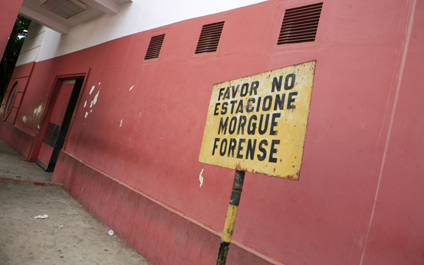 FAVOR NO
ESTACIONE
MORGUE
FORENSE